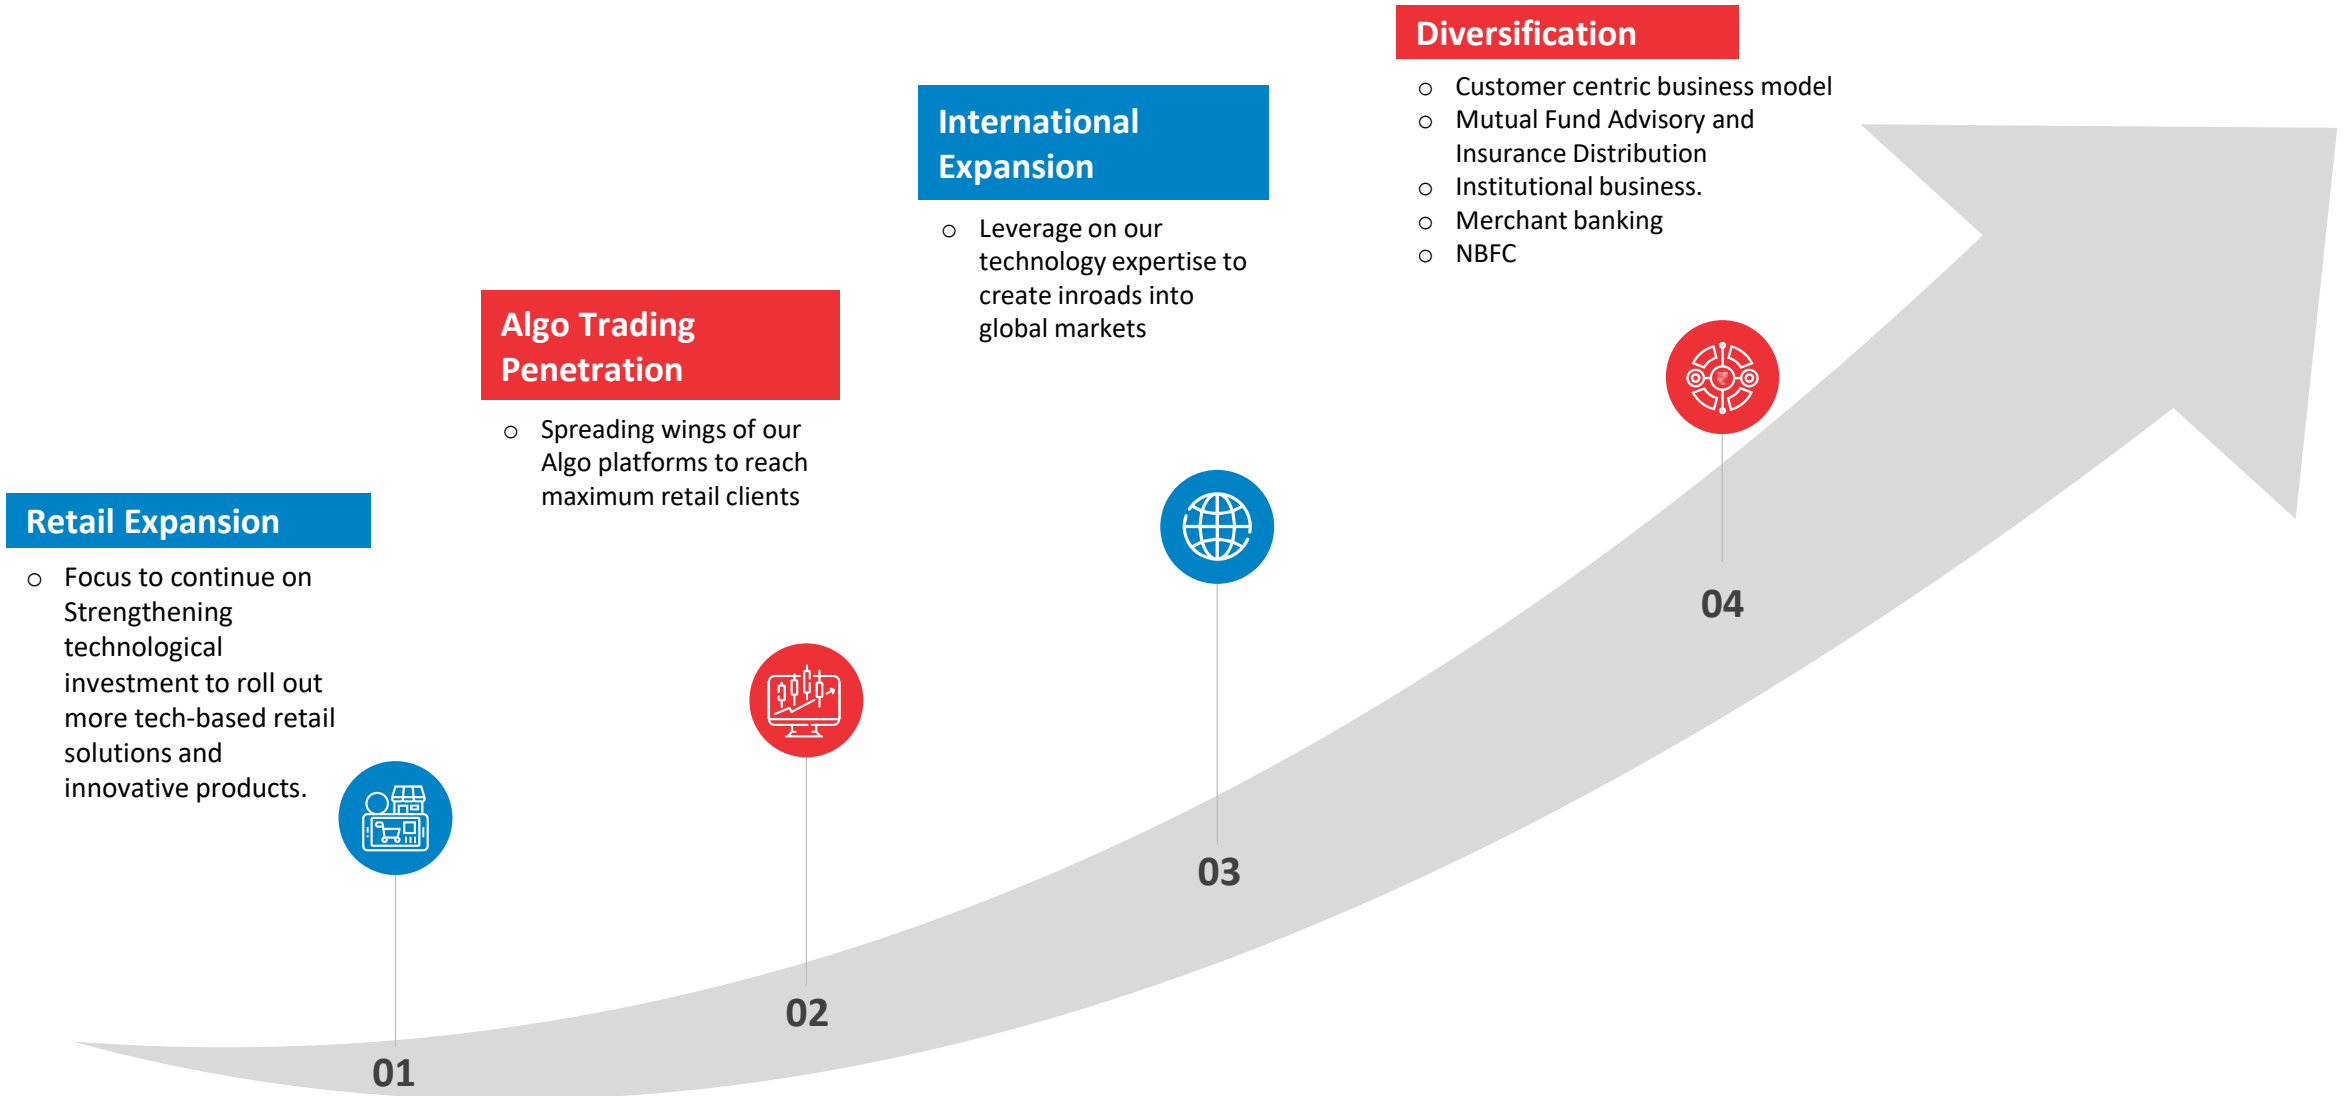 Retail Expansion
o Focus to continue on
Strengthening
technological
investment to roll out
more tech-based retail
solutions and
innovative products.
01
Algo Trading
Penetration
o Spreading wings of our
Algo platforms to reach
maximum retail clients
02
International
Expansion
o Leverage on our
technology expertise to
create inroads into
global markets
03
Diversification
o Customer centric business model
o Mutual Fund Advisory and
Insurance Distribution
o Institutional business.
o Merchant banking
o NBFC
₹
04